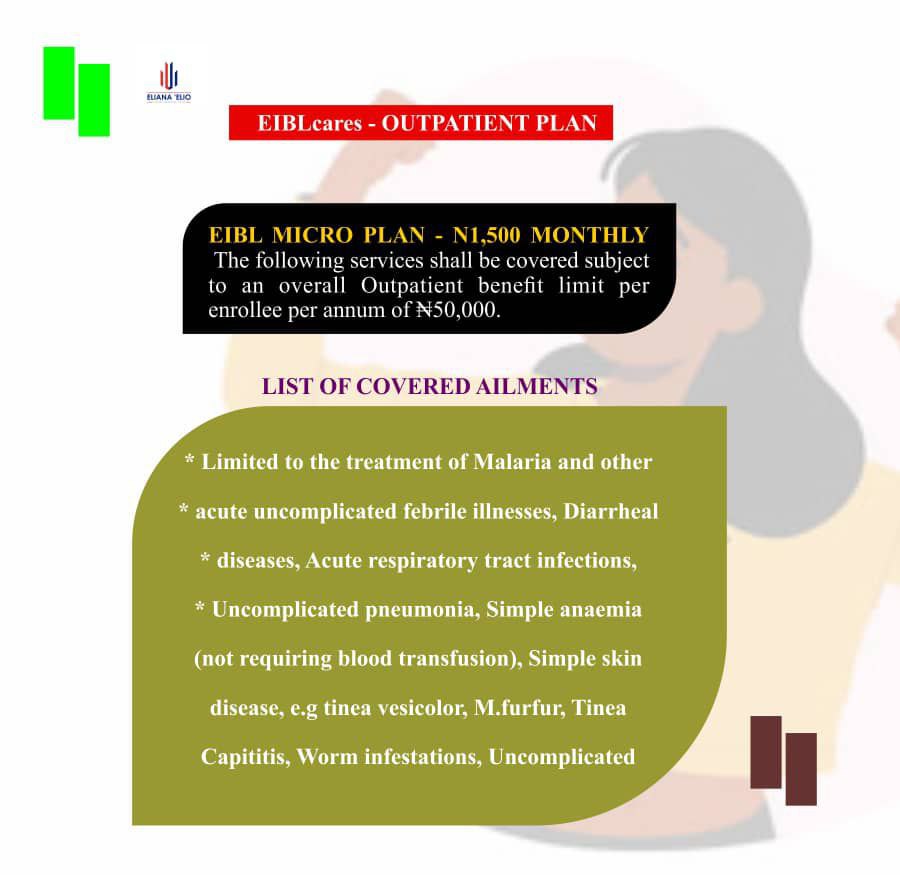 ELIANA 'ELIO
EIBLcares - OUTPATIENT PLAN
EIBL MICRO PLAN - N1,500 MONTHLY
The following services shall be covered subject
to an overall Outpatient benefit limit per
enrollee per annum of ₦50,000.
LIST OF COVERED AILMENTS
* Limited to the treatment of Malaria and other
* acute uncomplicated febrile illnesses, Diarrheal
* diseases, Acute respiratory tract infections,
* Uncomplicated pneumonia, Simple anaemia
(not requiring blood transfusion), Simple skin
disease, e.g tinea vesicolor, M.furfur, Tinea
Capititis, Worm infestations, Uncomplicated